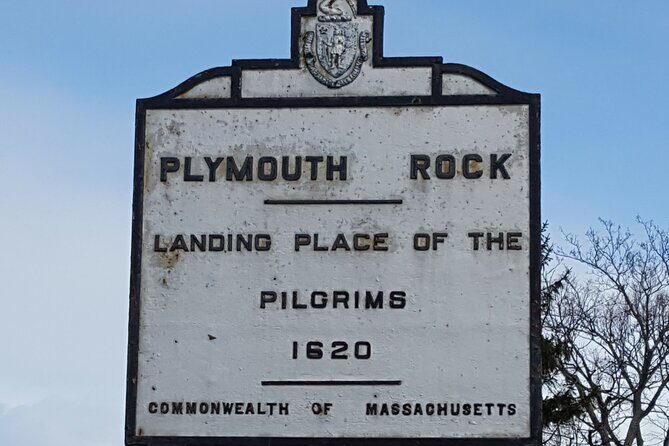 PLYMOUTH ROCK
LANDING PLACE OF THE
PILGRIMS
1620
COMMONWEALTH OF MASSACHUSETTS